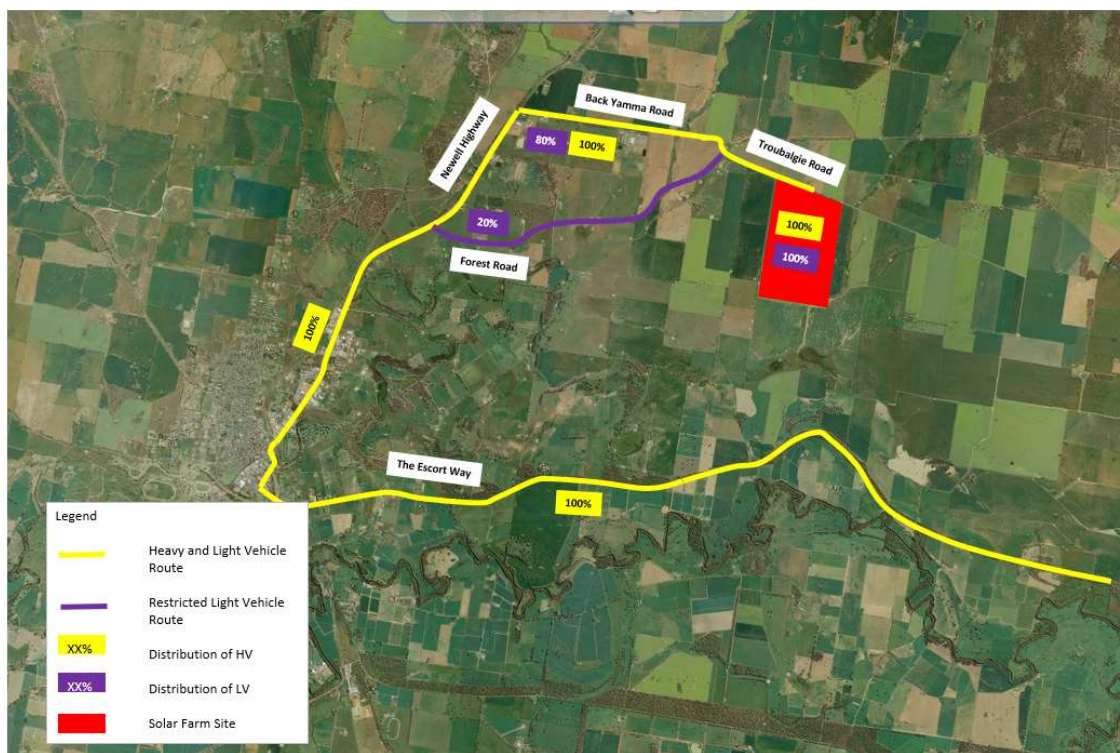 Back Yamma Road
Newell Highway
80%
100%
Troubalgie Road
20%
100%
100%
Forest Road
100%
The Escort Way
100%
Legend
Heavy and Light Vehicle
Route
Restricted Light Vehicle
Route
XX%
Distribution of HV
XX%
Distribution of LV
Solar Farm Site